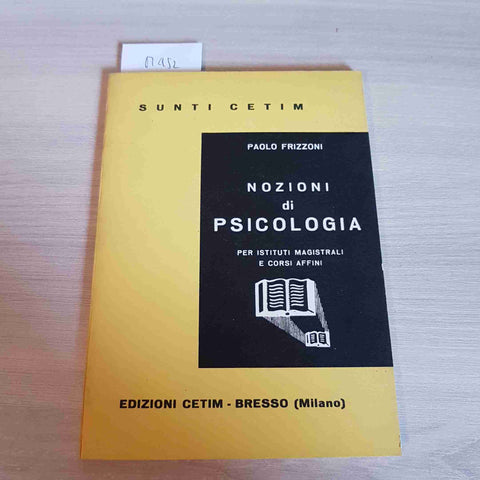 SUNTI CETIM
PAOLO FRIZZONI
NOZIONI
di
PSICOLOGIA
PER ISTITUTI MAGISTRALI
E CORSI AFFINI
EDIZIONI CETIM - BRESSO (Milano)